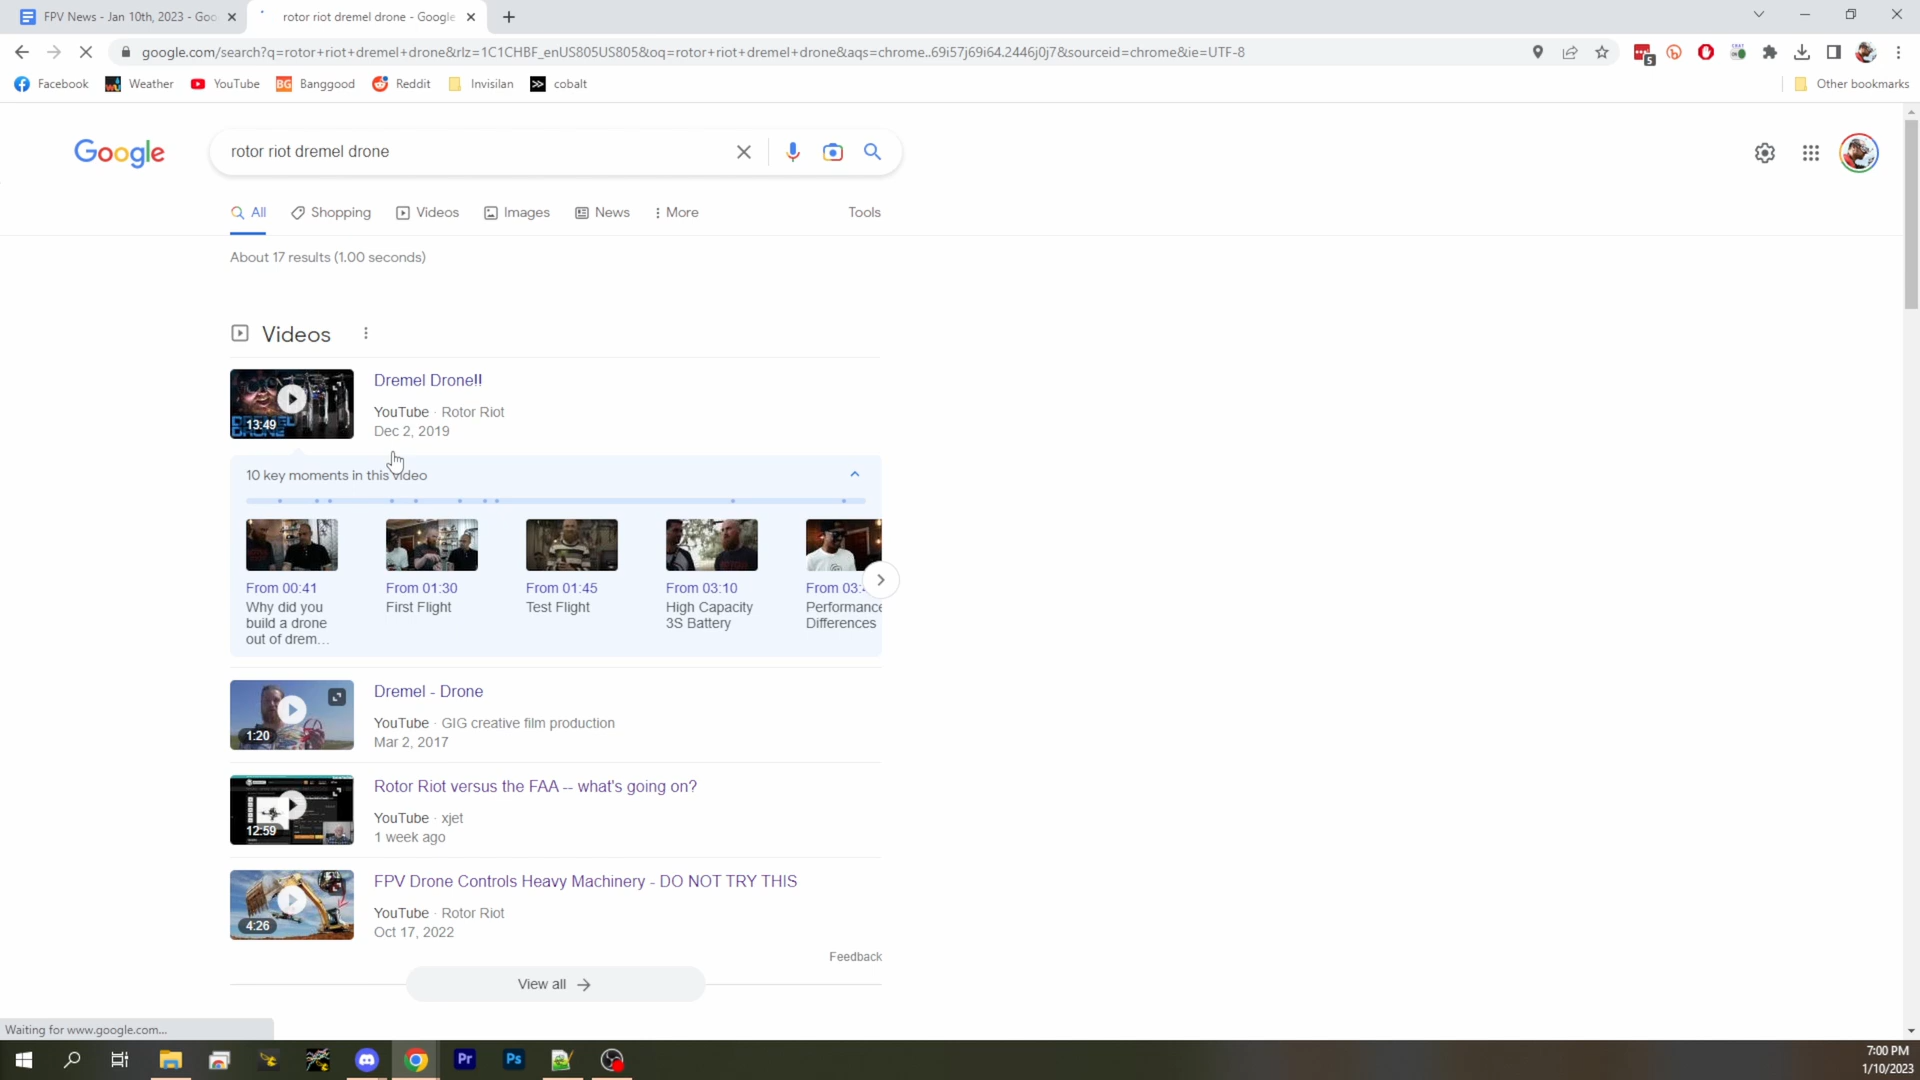 FPV News - Jan 10th, 2023 - Goo
rotor riot dremel drone - Google
google.com/search?q=rotor+riot+dremel+drone&rlz=1C1CHBF_enUS805US805&oq=rotor+riot+dremel+drone&aqs=chrome..69i57j69i64.2446j0j7&sourceid=chrome&ie=UTF-8
5
Facebook
Weather
YouTube
BG Banggood
Reddit
Invisilan
cobalt
Other bookmarks
Google
rotor riot dremel drone
All
Shopping
Videos
Images
News
More
Tools
About 17 results (1.00 seconds)
Videos
13:49
Dremel Drone!!
YouTube · Rotor Riot
Dec 2, 2019
10 key moments in this video
From 00:41
Why did you
build a drone
out of drem...
From 01:30
First Flight
From 01:45
Test Flight
From 03:10
High Capacity
3S Battery
From 03:
Performance
Differences
1:20
Dremel - Drone
YouTube · GIG creative film production
Mar 2, 2017
12:59
Rotor Riot versus the FAA -- what's going on?
YouTube · xjet
1 week ago
4:26
FPV Drone Controls Heavy Machinery - DO NOT TRY THIS
YouTube · Rotor Riot
Oct 17, 2022
Feedback
View all
Waiting for www.google.com...
Pr
Ps
7:00 PM
1/10/2023